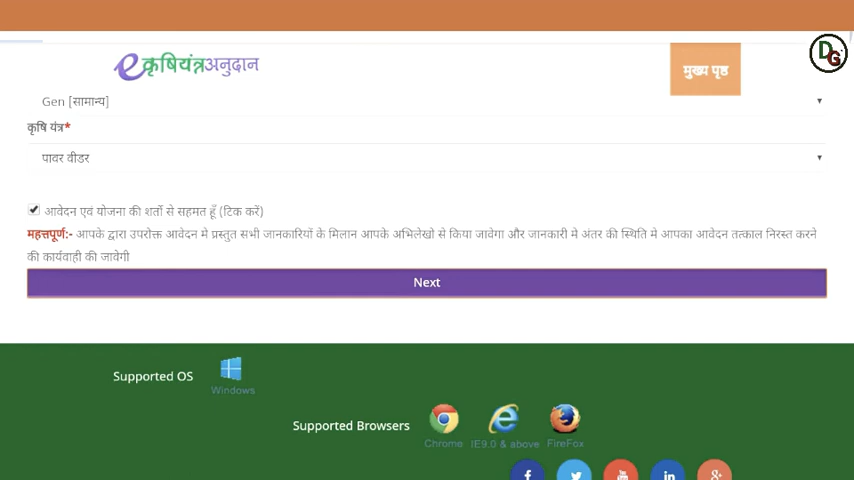 eकृषियंत्रअनुदान
मुख्य पृष्ठ
DG
Gen [सामान्य]
कृषि यंत्र*
पावर वीडर
आवेदन एवं योजना की शर्तो से सहमत हूँ (टिक करें)
महत्तपूर्ण:- आपके द्वारा उपरोक्त आवेदन मे प्रस्तुत सभी जानकारियों के मिलान आपके अभिलेखो से किया जावेगा और जानकारी मे अंतर की स्थिति मे आपका आवेदन तत्काल निरस्त करने
की कार्यवाही की जावेगी
Next
Supported OS
Windows
Supported Browsers
Chrome IE9.0 & above FireFox